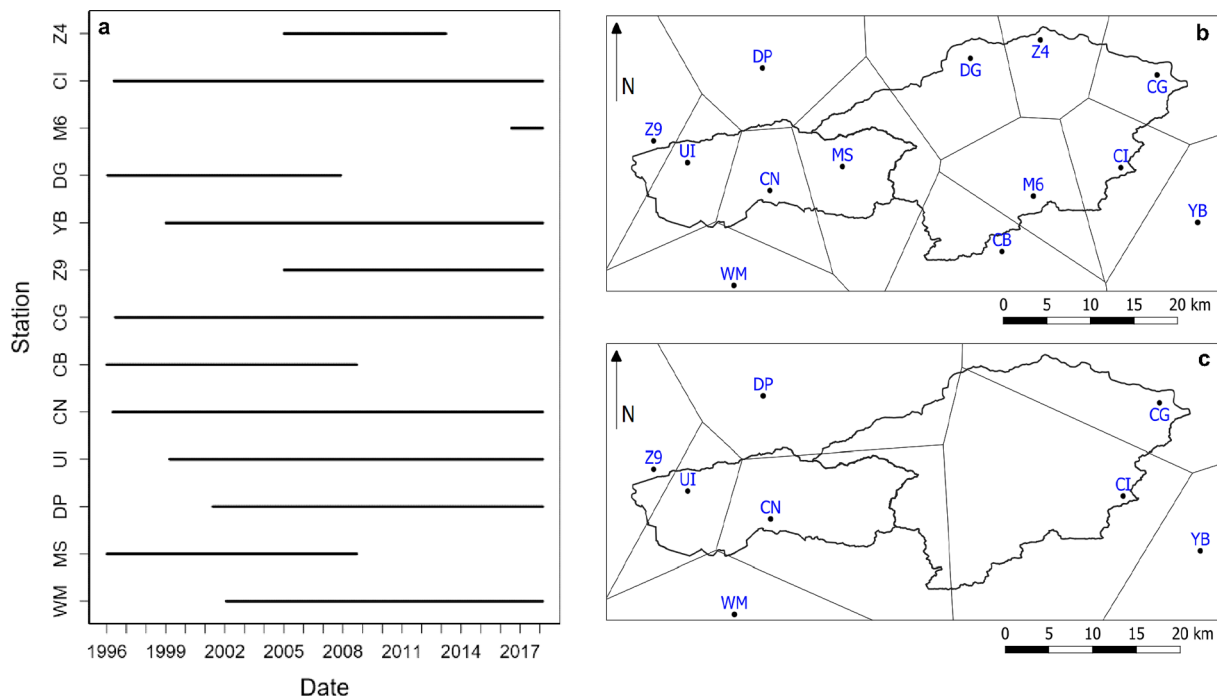 a
Station
Z4
CI
M6
DG
YB
Z9
CG
CB
CN
UI
DP
MS
WM
1996 1999 2002 2005 2008 2011 2014 2017
Date
b
N
DP
DG
Z4
CG
Z9
UI
CN
MS
CI
M6
YB
CB
WM
0 5 10 15 20 km
c
N
DP
CG
Z9
UI
CN
CI
YB
WM
0 5 10 15 20 km